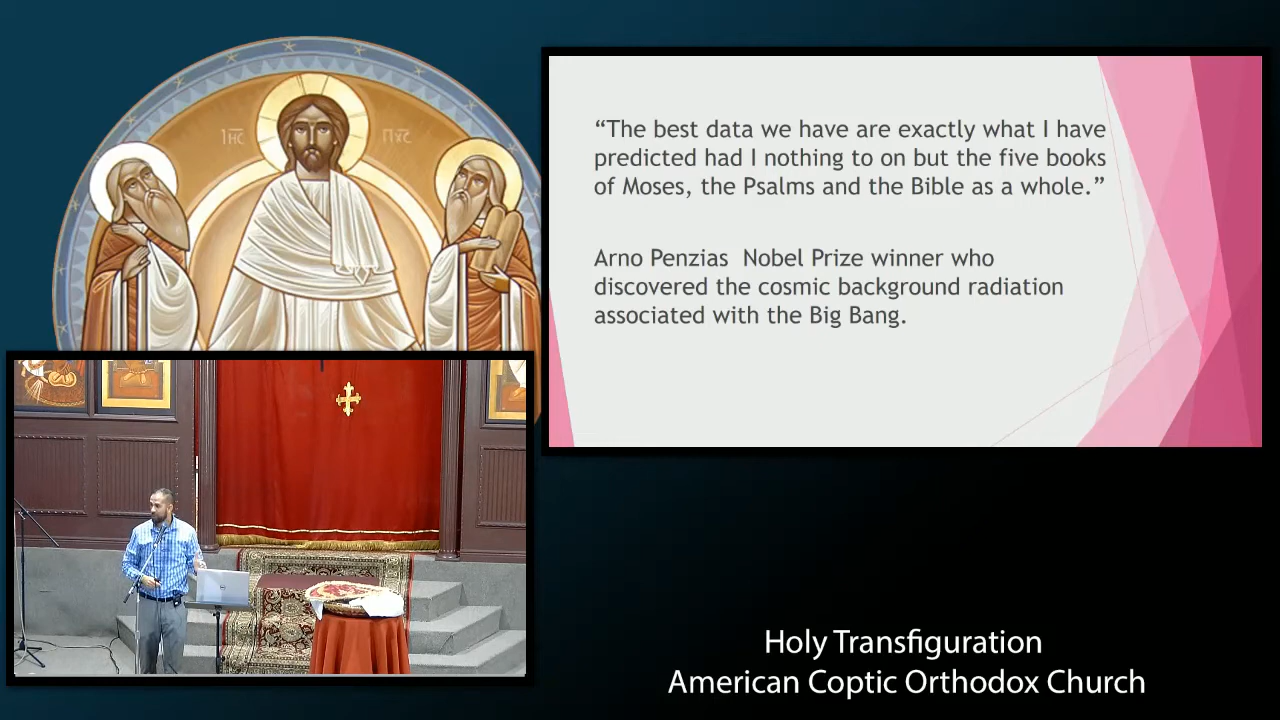 “The best data we have are exactly what I have
predicted had I nothing to on but the five books
of Moses, the Psalms and the Bible as a whole.”
Arno Penzias Nobel Prize winner who
discovered the cosmic background radiation
associated with the Big Bang.
Holy Transfiguration
American Coptic Orthodox Church